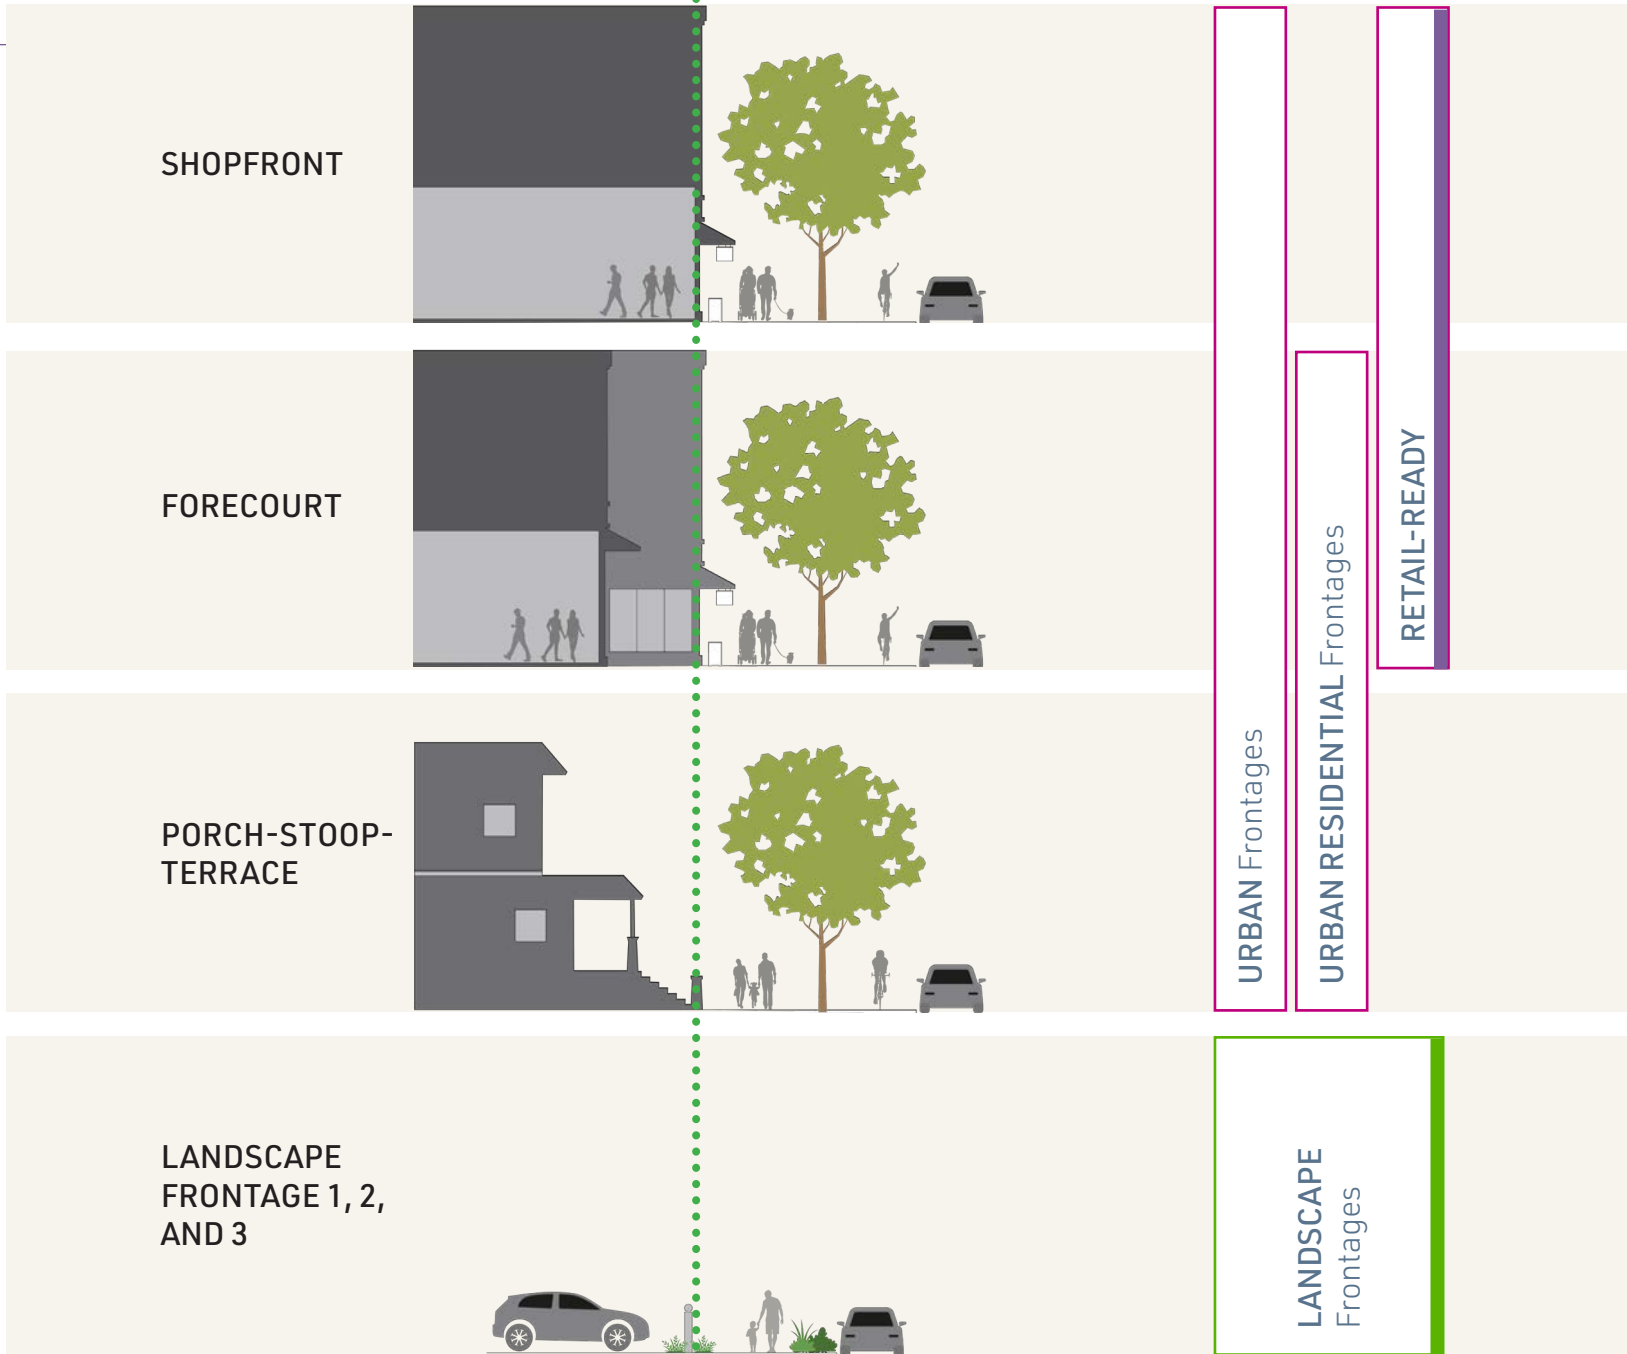 SHOPFRONT
FORECOURT
PORCH-STOOP-
TERRACE
LANDSCAPE
FRONTAGE 1, 2,
AND 3
URBAN Frontages
URBAN RESIDENTIAL Frontages
RETAIL-READY
LANDSCAPE
Frontages